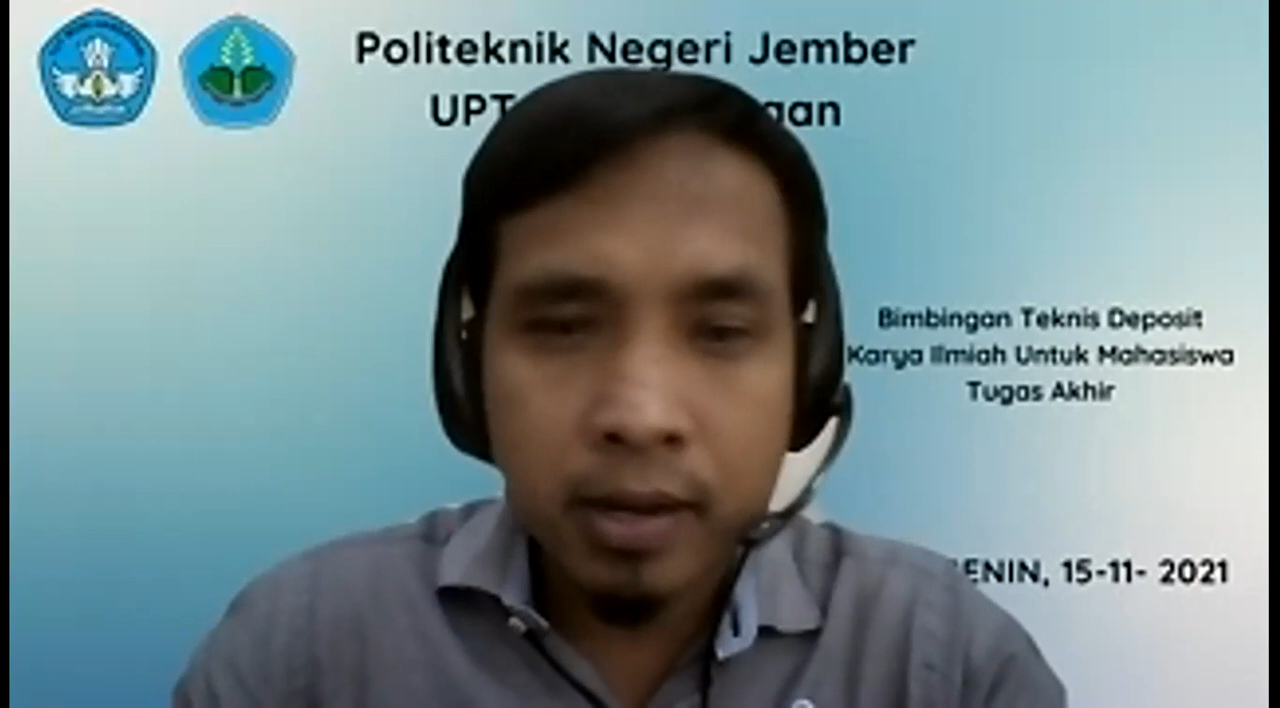 Politeknik Negeri Jember
UPT gan
Bimbingan Teknis Deposit
Karya Ilmiah Untuk Mahasiswa
Tugas Akhir
ENIN, 15-11- 2021